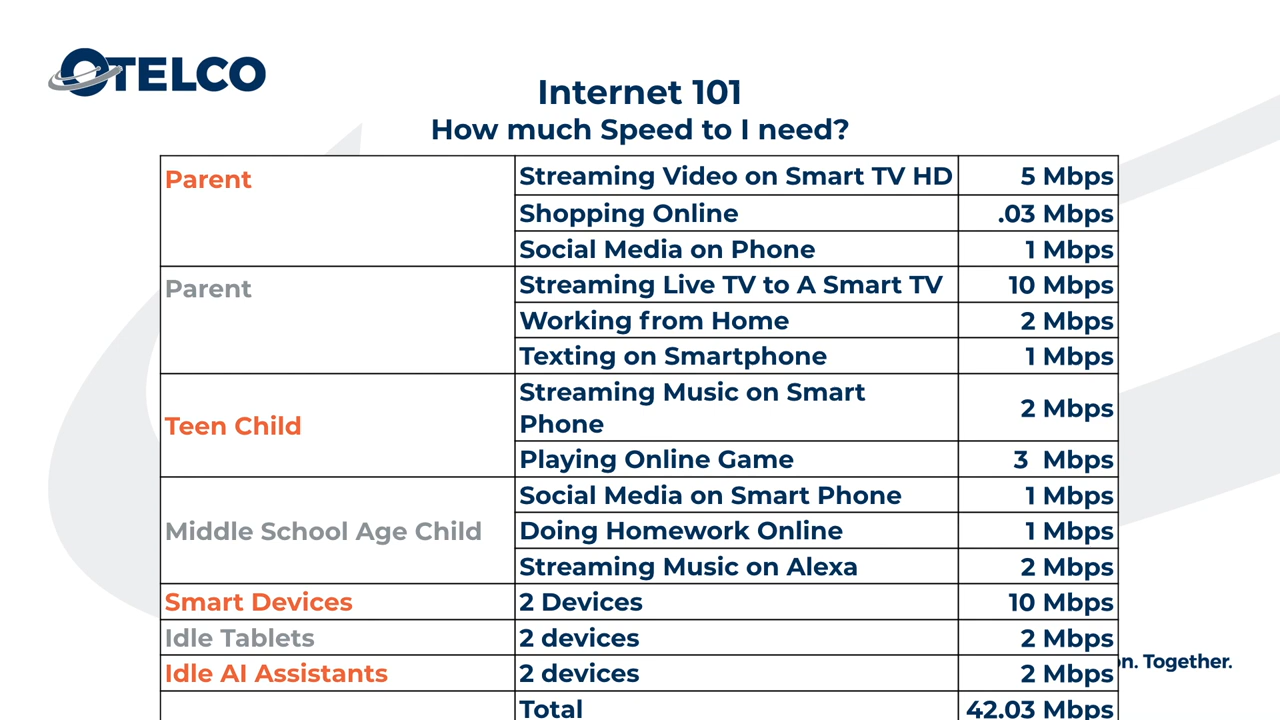 OTELCO
Internet 101
How much Speed to I need?
Parent
Streaming Video on Smart TV HD 5 Mbps
Shopping Online .03 Mbps
Social Media on Phone 1 Mbps
Parent
Streaming Live TV to A Smart TV 10 Mbps
Working from Home 2 Mbps
Texting on Smartphone 1 Mbps
Teen Child
Streaming Music on Smart
Phone 2 Mbps
Playing Online Game 3 Mbps
Middle School Age Child
Social Media on Smart Phone 1 Mbps
Doing Homework Online 1 Mbps
Streaming Music on Alexa 2 Mbps
Smart Devices 2 Devices 10 Mbps
Idle Tablets 2 devices 2 Mbps
Idle AI Assistants 2 devices 2 Mbps
Total 42.03 Mbps
Together.